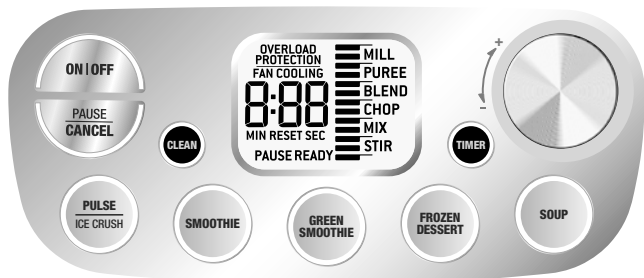 ON|OFF
PAUSE
CANCEL
CLEAN
OVERLOAD
PROTECTION
FAN COOLING
8:88
MIN RESET SEC
PAUSE READY
MILL
PUREE
BLEND
CHOP
MIX
STIR
+
-
TIMER
PULSE
ICE CRUSH
SMOOTHIE
GREEN
SMOOTHIE
FROZEN
DESSERT
SOUP